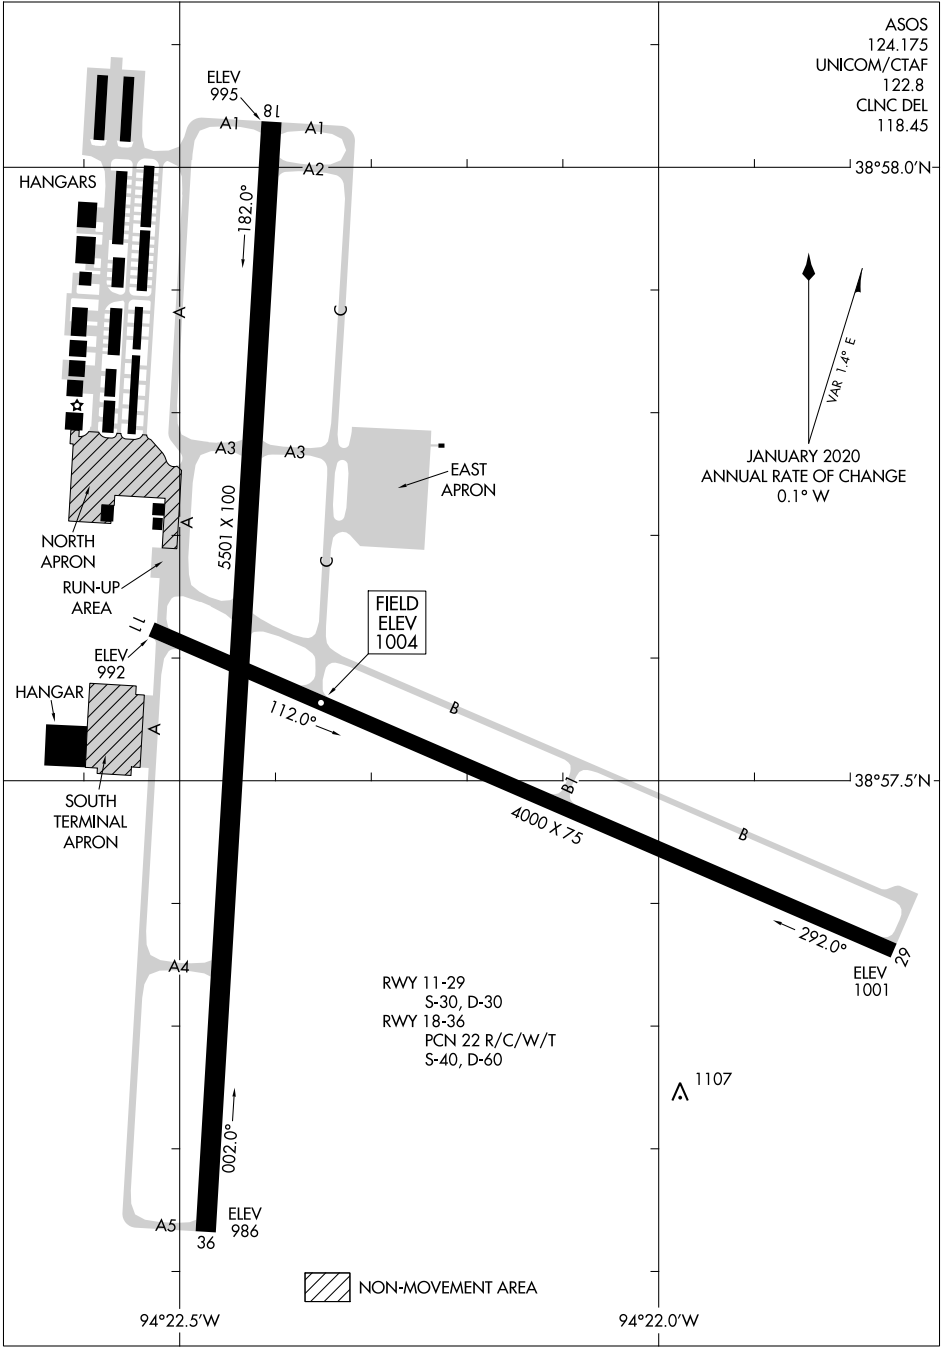 ASOS
124.175
UNICOM/CTAF
122.8
CLNC DEL
118.45
ELEV
995
18
A1
A1
A2
38°58.0'N
HANGARS
182.0°
A
C
VAR 1.4° E
JANUARY 2020
ANNUAL RATE OF CHANGE
0.1° W
A3
A3
EAST
APRON
5501 X 100
A
NORTH
APRON
C
RUN-UP
AREA
FIELD
ELEV
1004
11
ELEV
992
HANGAR
112.0°
B
A
B1
38°57.5'N
SOUTH
TERMINAL
APRON
4000 X 75
B
292.0°
29
ELEV
1001
A4
RWY 11-29
S-30, D-30
RWY 18-36
PCN 22 R/C/W/T
S-40, D-60
1107
002.0°
A5
ELEV
986
36
NON-MOVEMENT AREA
94°22.5'W
94°22.0'W